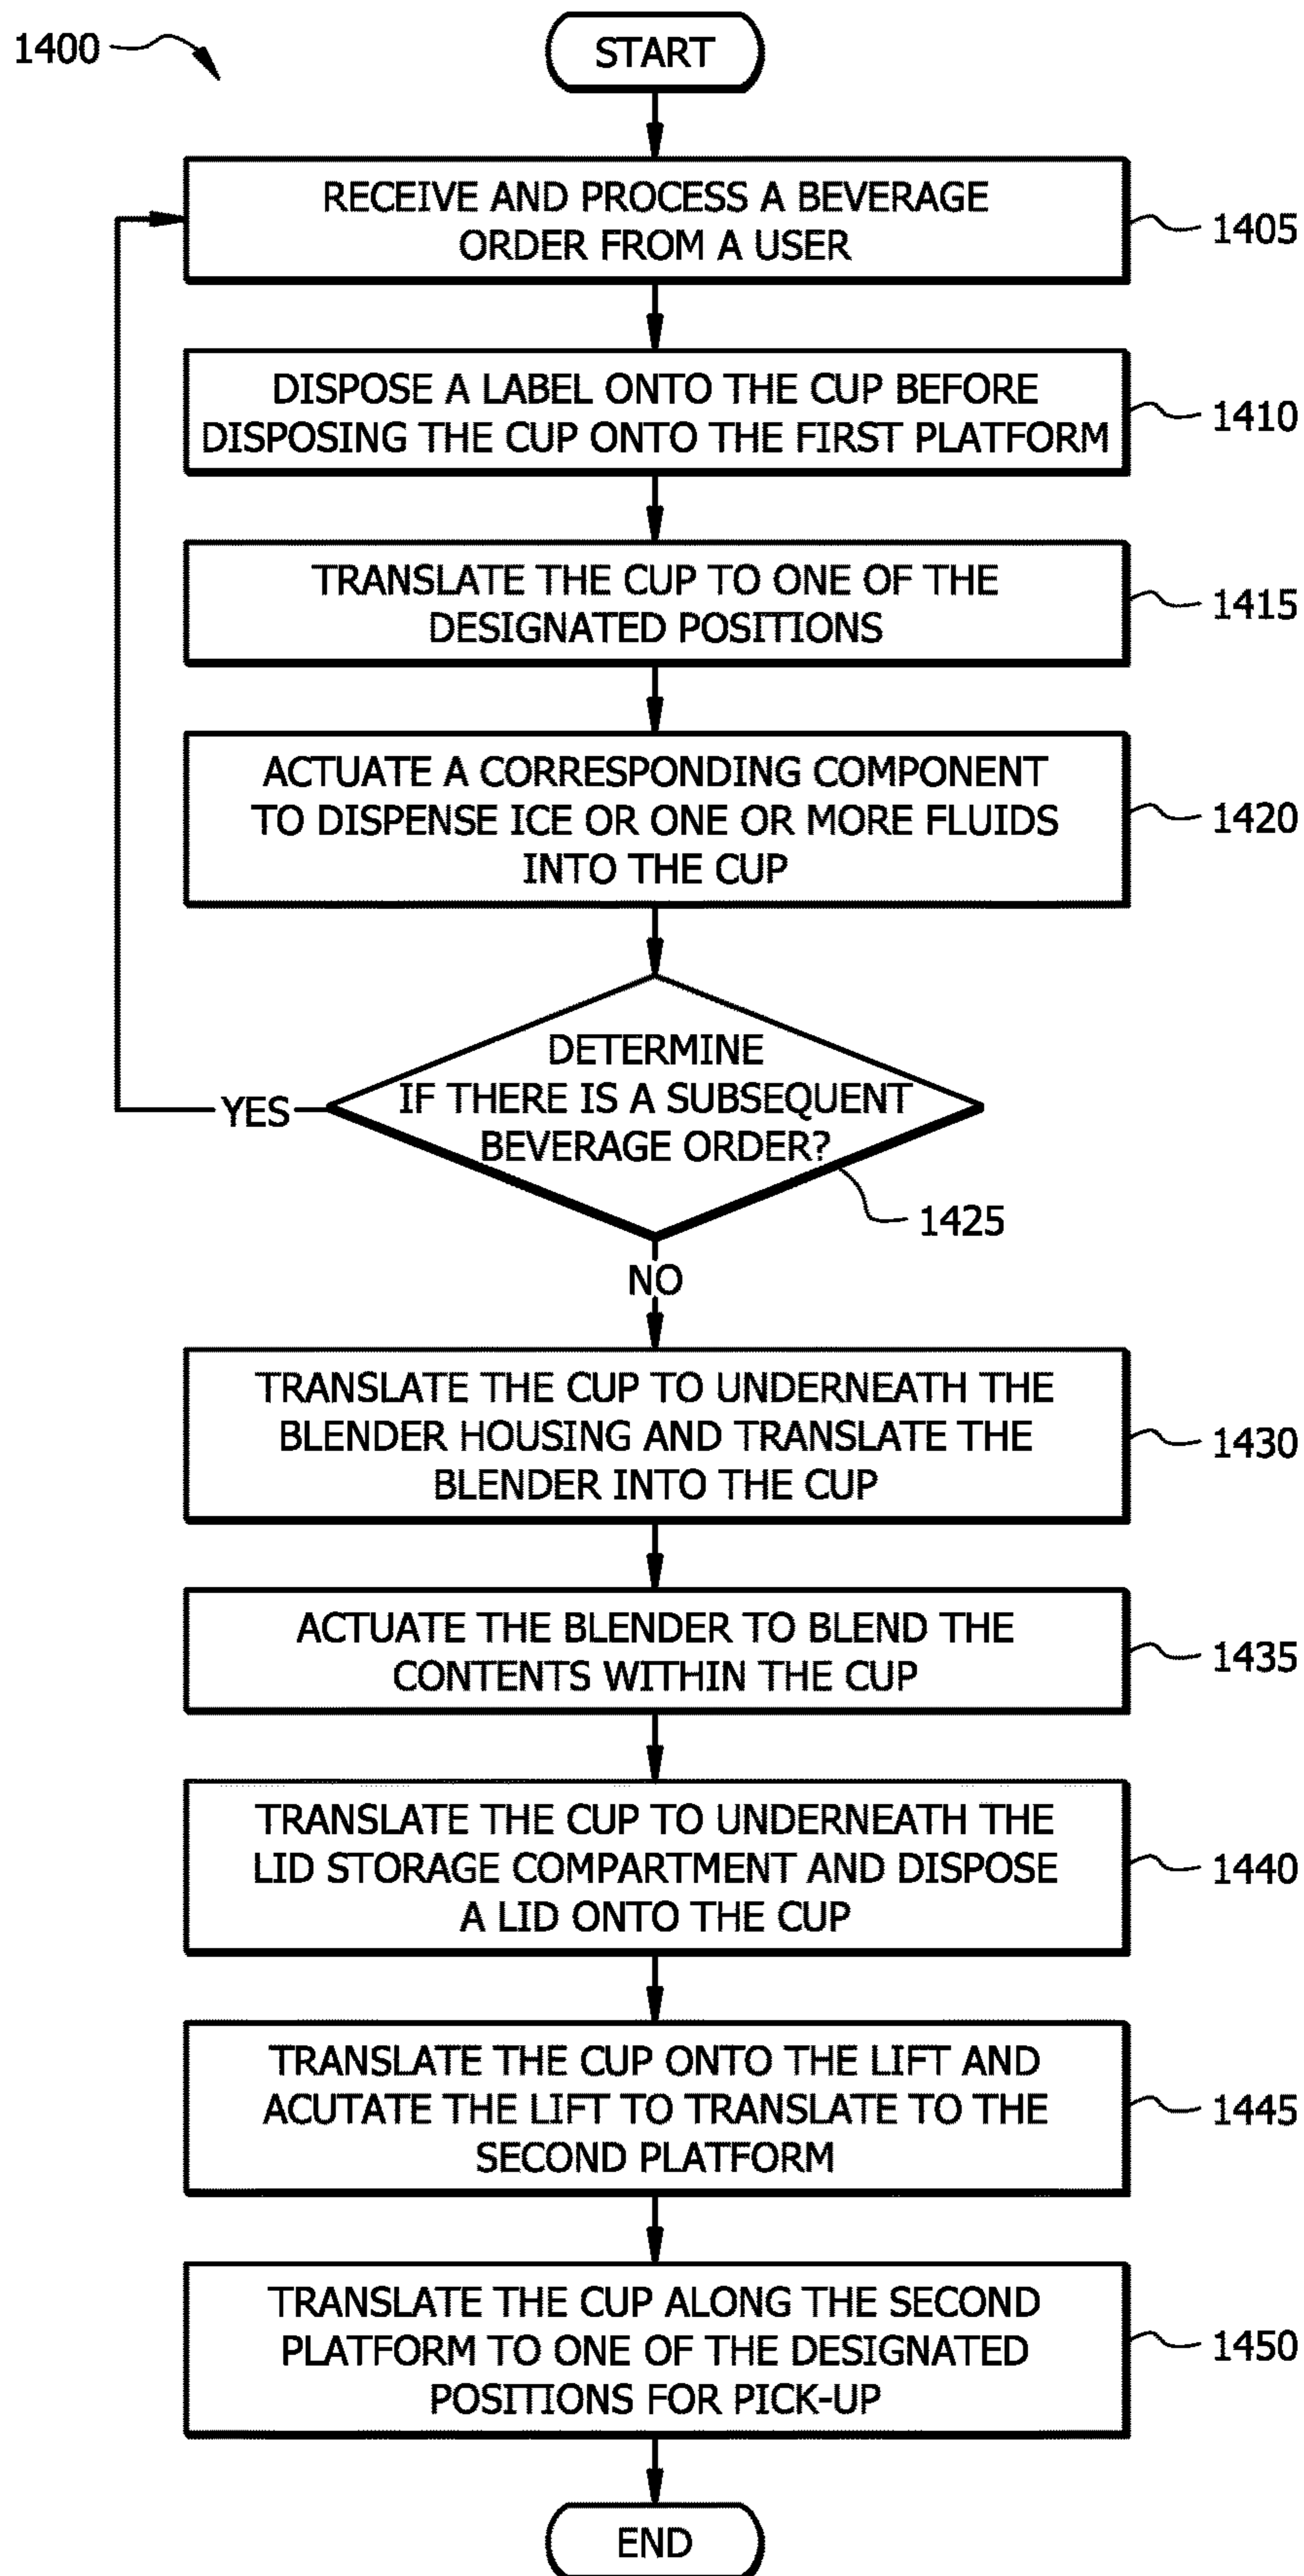 1400
START
RECEIVE AND PROCESS A BEVERAGE
ORDER FROM A USER
1405
DISPOSE A LABEL ONTO THE CUP BEFORE
DISPOSING THE CUP ONTO THE FIRST PLATFORM
1410
TRANSLATE THE CUP TO ONE OF THE
DESIGNATED POSITIONS
1415
ACTUATE A CORRESPONDING COMPONENT
TO DISPENSE ICE OR ONE OR MORE FLUIDS
INTO THE CUP
1420
DETERMINE
IF THERE IS A SUBSEQUENT
BEVERAGE ORDER?
YES
1425
NO
TRANSLATE THE CUP TO UNDERNEATH THE
BLENDER HOUSING AND TRANSLATE THE
BLENDER INTO THE CUP
1430
ACTUATE THE BLENDER TO BLEND THE
CONTENTS WITHIN THE CUP
1435
TRANSLATE THE CUP TO UNDERNEATH THE
LID STORAGE COMPARTMENT AND DISPOSE
A LID ONTO THE CUP
1440
TRANSLATE THE CUP ONTO THE LIFT AND
ACUTATE THE LIFT TO TRANSLATE TO THE
SECOND PLATFORM
1445
TRANSLATE THE CUP ALONG THE SECOND
PLATFORM TO ONE OF THE DESIGNATED
POSITIONS FOR PICK-UP
1450
END